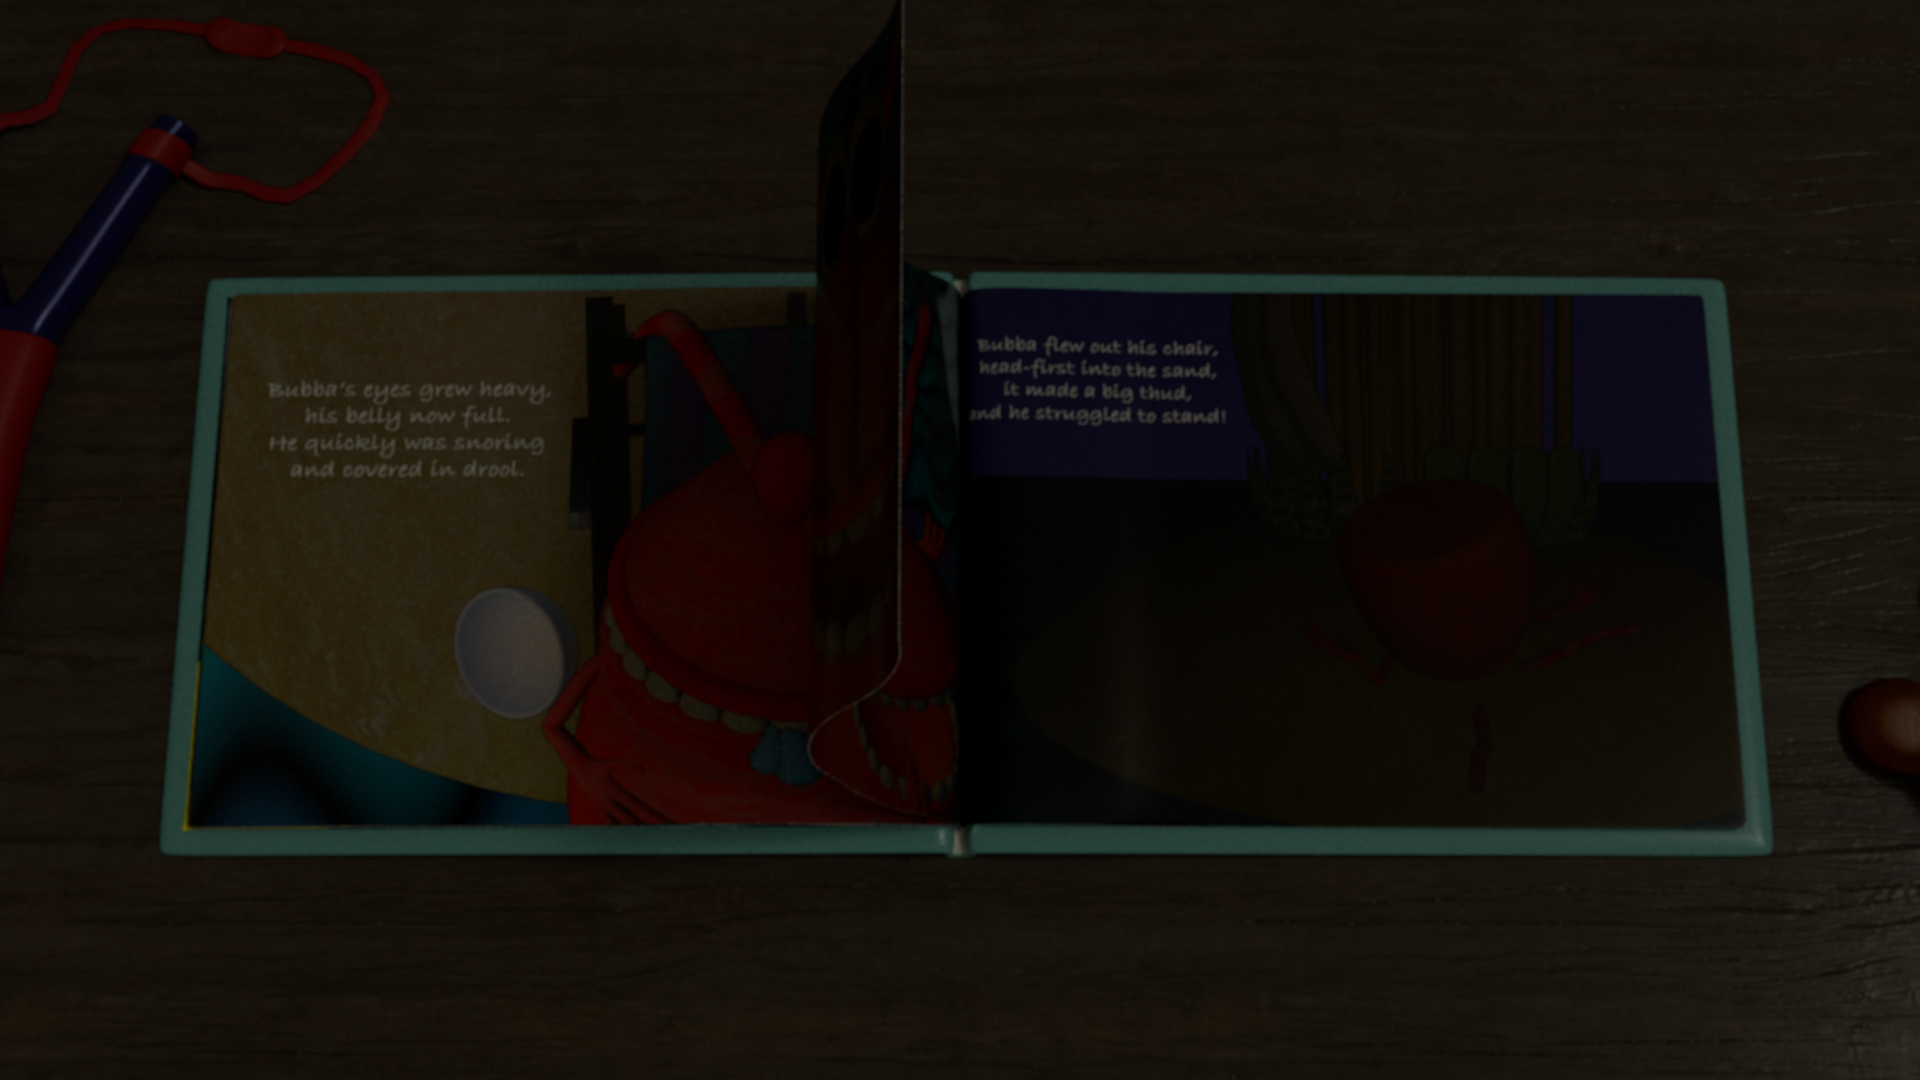 Bubba's eyes grew heavy,
his belly now full.
He quickly was snoring
and covered in drool.
Bubba flew out his chair,
head-first into the sand,
it made a big thud,
and he struggled to stand!